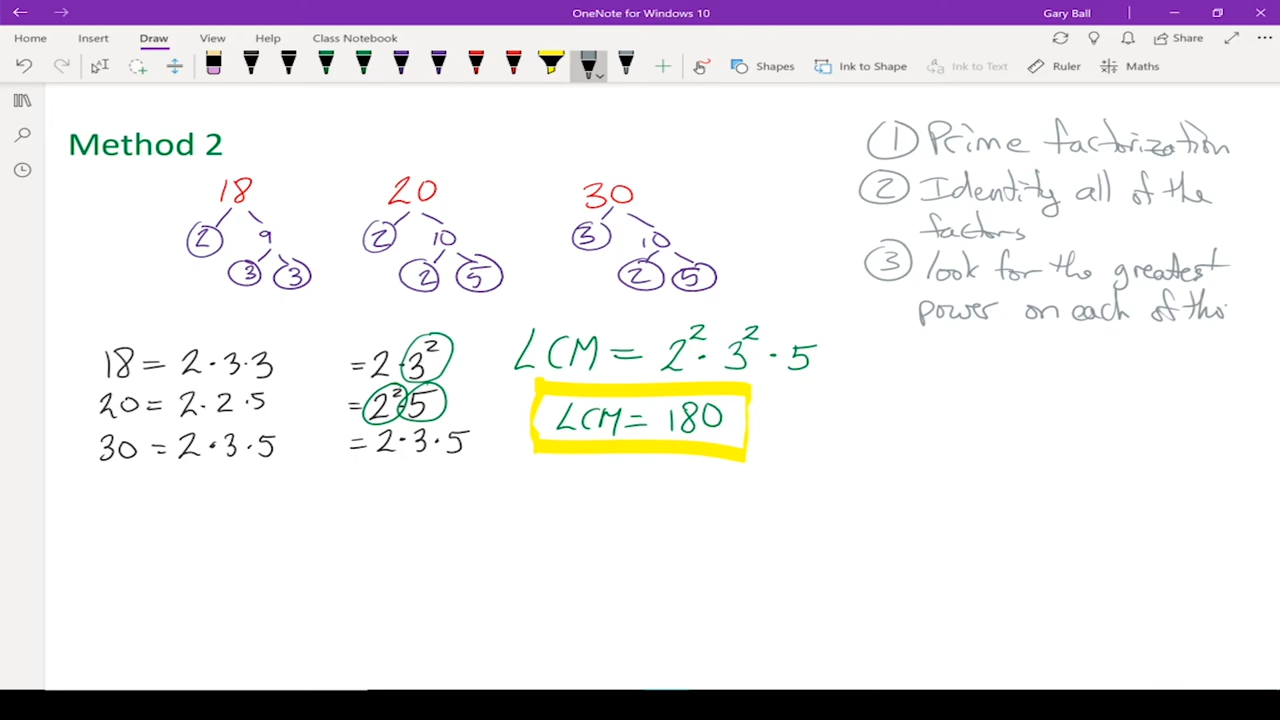 OneNote for Windows 10
Gary Ball
Home Insert Draw View Help Class Notebook
Share
Shapes Ink to Shape Ink to Text Ruler Maths
Method 2
18 20 30
2 9 2 10 3 10
3 3 2 5 2 5
18 = 2 · 3 · 3 = 2 · 3²
20 = 2 · 2 · 5 = 2² · 5
30 = 2 · 3 · 5 = 2 · 3 · 5
LCM = 2² · 3² · 5
LCM = 180
① Prime factorization
② Identity all of the
factors
③ look for the greatest
power on each of tho